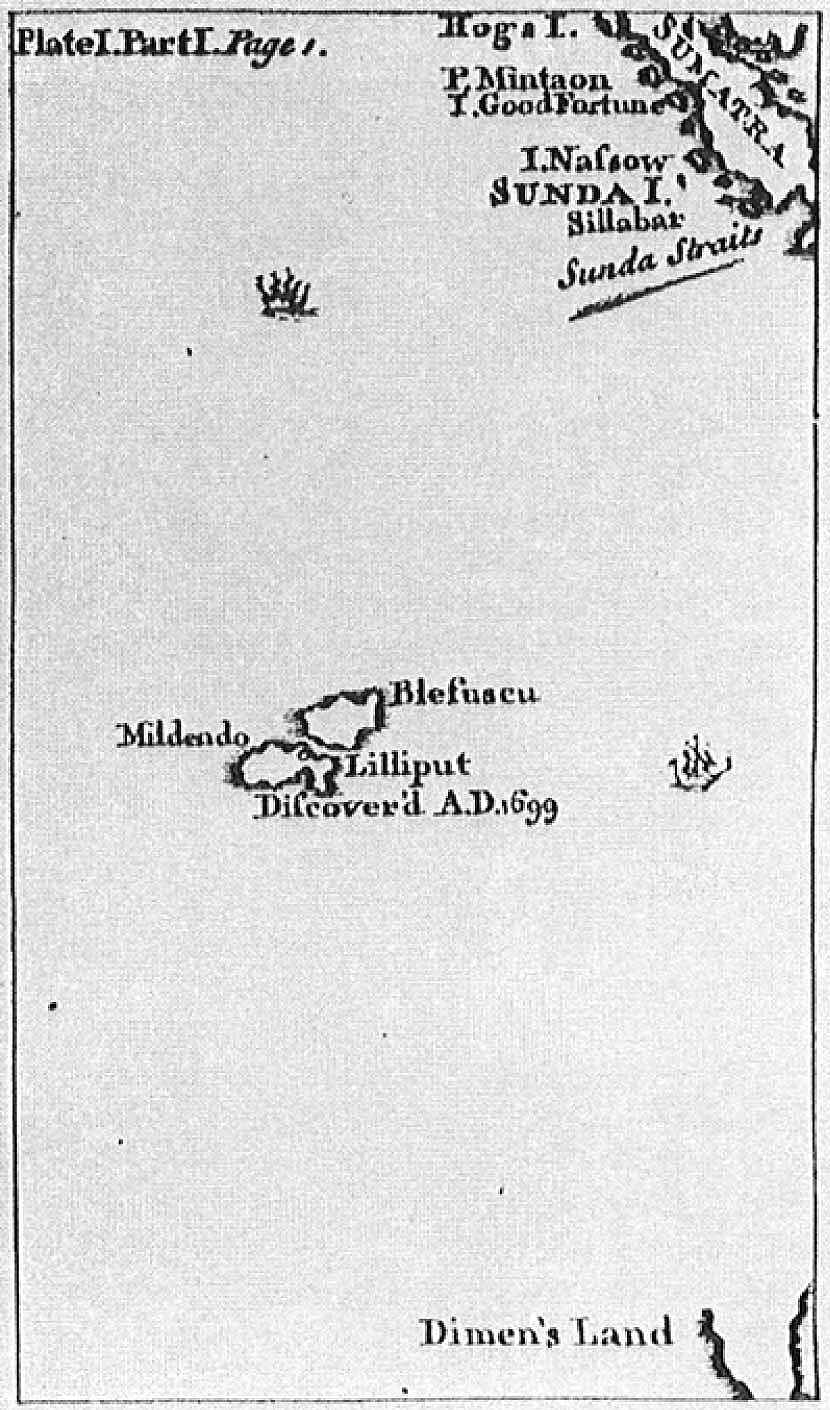 Plate I. Part I. Page 1.
Hogs I.
SUMATRA
P. Mintaon
I. Good Fortune
I. Naſsow
SUNDA I.
Sillabar
Sunda Straits
Blefuscu
Mildendo
Lilliput
Diſcover'd A.D. 1699
Dimen's Land